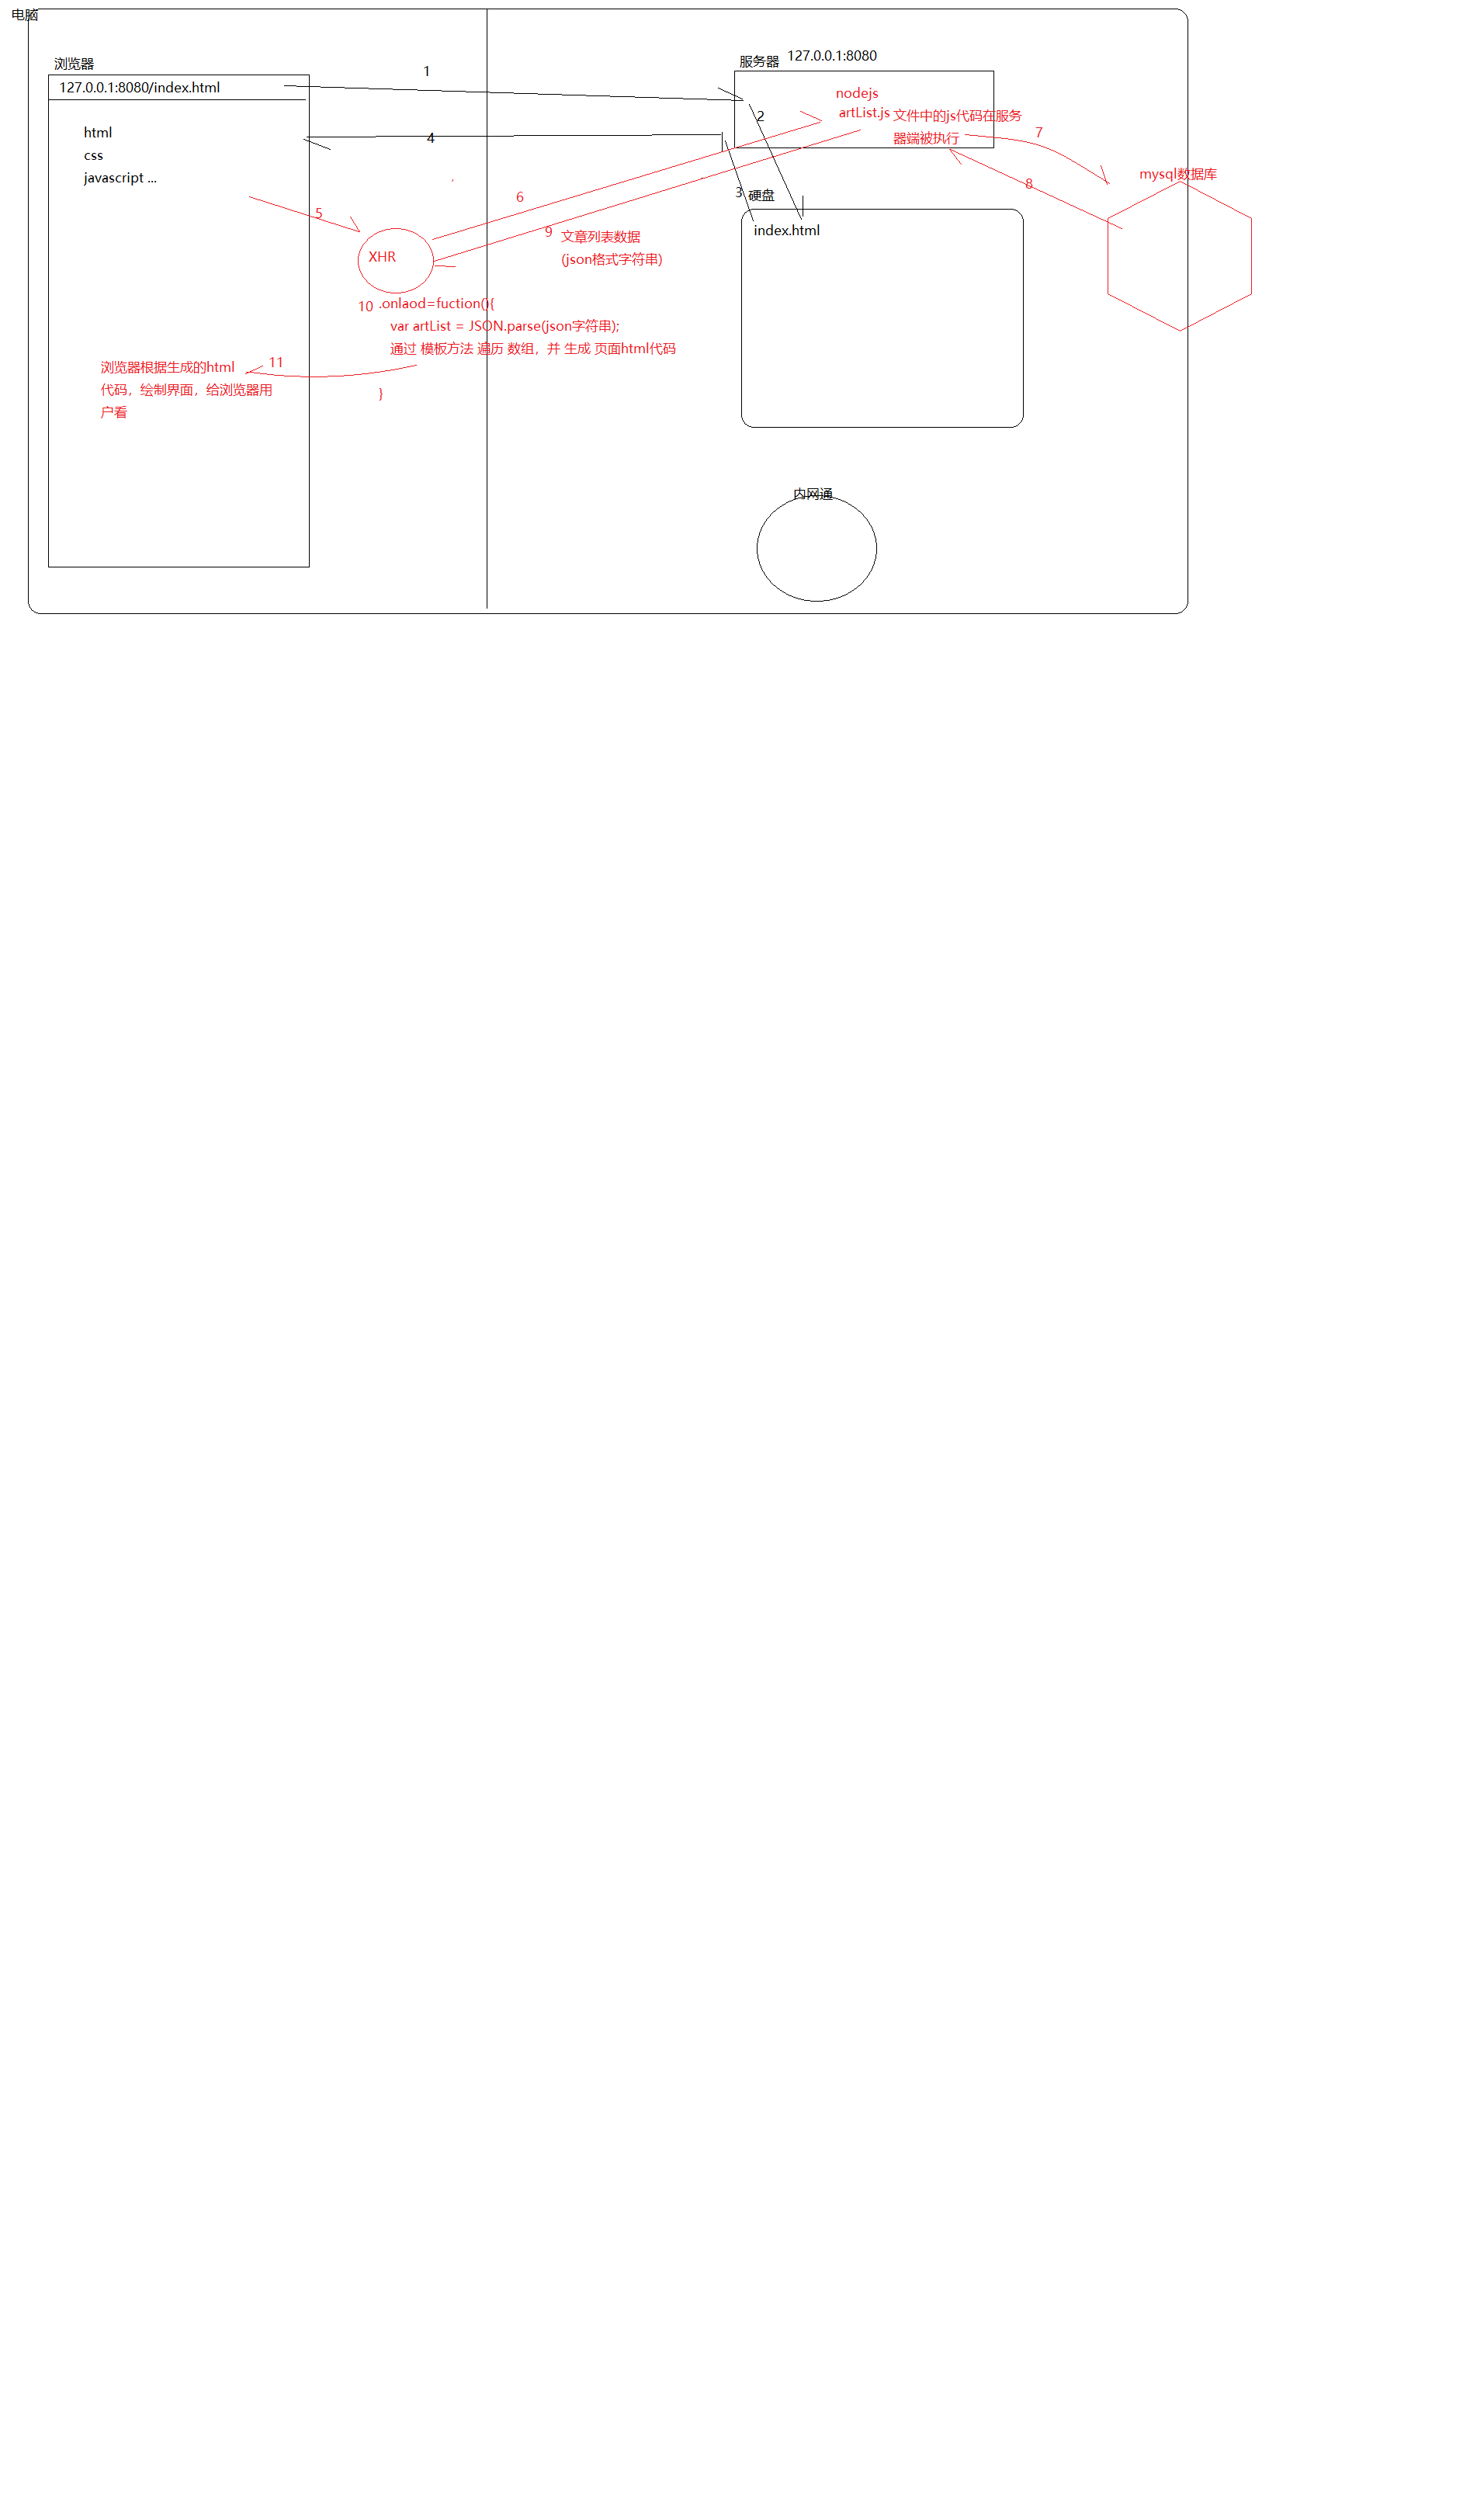 电脑
浏览器
127.0.0.1:8080/index.html
html
css
javascript ...
1
4
服务器
127.0.0.1:8080
nodejs
artList.js
文件中的js代码在服务
器端被执行
2
3
硬盘
index.html
7
8
mysql数据库
5
XHR
6
9
文章列表数据
(json格式字符串)
10
.onlaod=fuction(){
var artList = JSON.parse(json字符串);
通过 模板方法 遍历 数组，并 生成 页面html代码
}
11
浏览器根据生成的html
代码，绘制界面，给浏览器用
户看
内网通